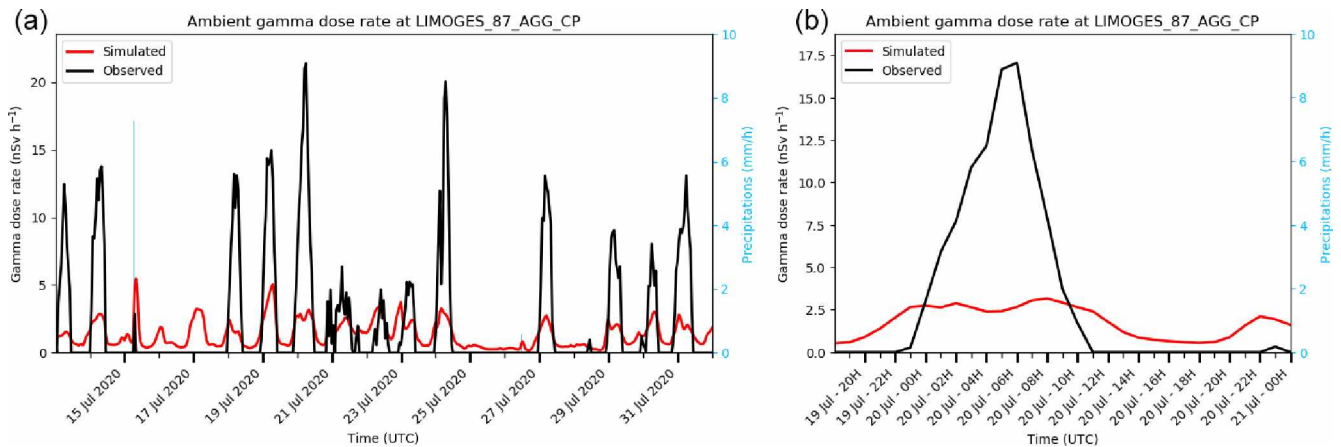 (a)
Ambient gamma dose rate at LIMOGES_87_AGG_CP
Simulated
Observed
Gamma dose rate (nSv h⁻¹)
20
15
10
5
0
10
8
6
4
2
0
Precipitations (mm/h)
15 Jul 2020
17 Jul 2020
19 Jul 2020
21 Jul 2020
23 Jul 2020
25 Jul 2020
27 Jul 2020
29 Jul 2020
31 Jul 2020
Time (UTC)
(b)
Ambient gamma dose rate at LIMOGES_87_AGG_CP
Simulated
Observed
Gamma dose rate (nSv h⁻¹)
17.5
15.0
12.5
10.0
7.5
5.0
2.5
0.0
10
8
6
4
2
0
Precipitations (mm/h)
19 Jul - 20H
19 Jul - 22H
20 Jul - 00H
20 Jul - 02H
20 Jul - 04H
20 Jul - 06H
20 Jul - 08H
20 Jul - 10H
20 Jul - 12H
20 Jul - 14H
20 Jul - 16H
20 Jul - 18H
20 Jul - 20H
20 Jul - 22H
21 Jul - 00H
Time (UTC)